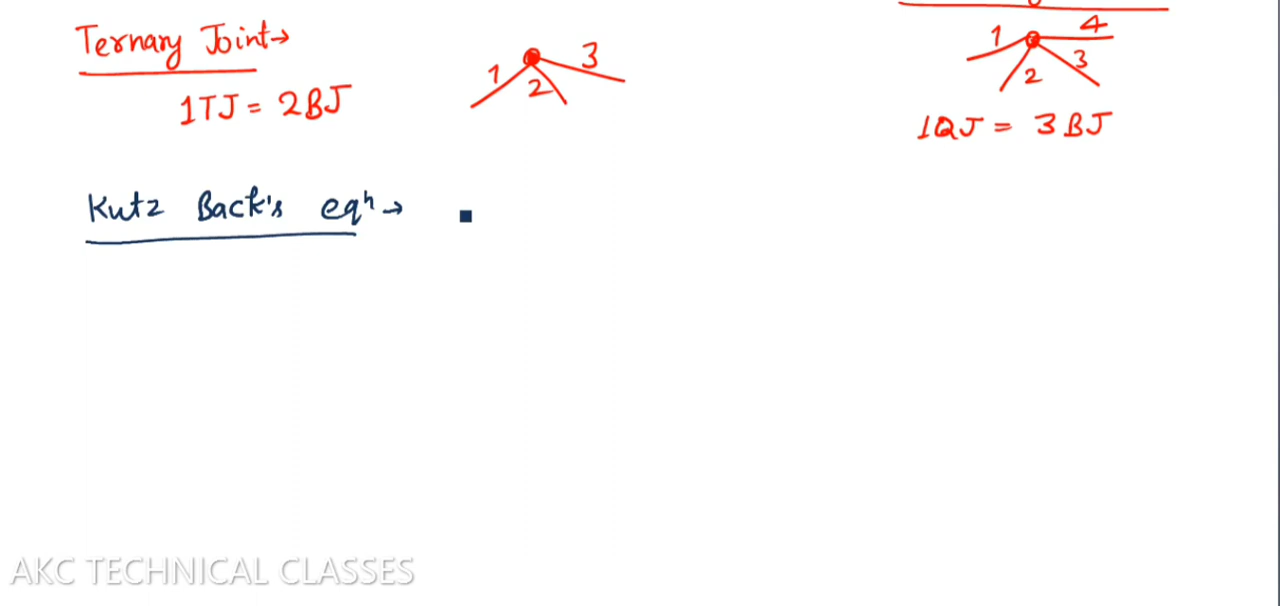 Ternary Joint→
1 2 3
1TJ = 2BJ
1 2 3 4
1QJ = 3BJ
Kutz Back's eqn →
AKC TECHNICAL CLASSES